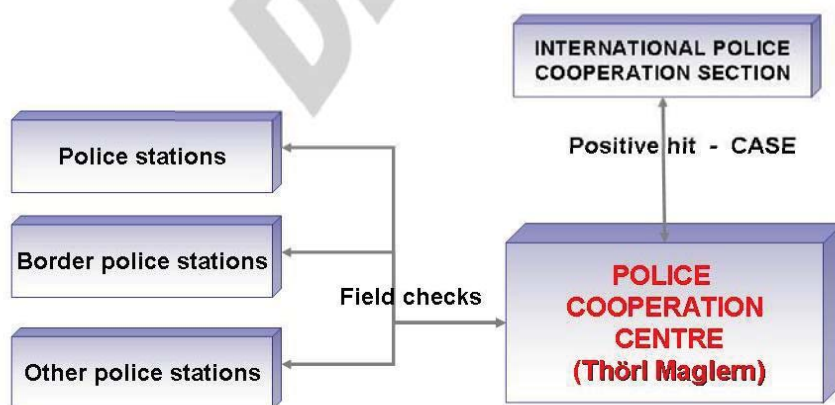 INTERNATIONAL POLICE
COOPERATION SECTION
Positive hit - CASE
Police stations
Border police stations
Other police stations
Field checks
POLICE
COOPERATION
CENTRE
(Thörl Maglern)